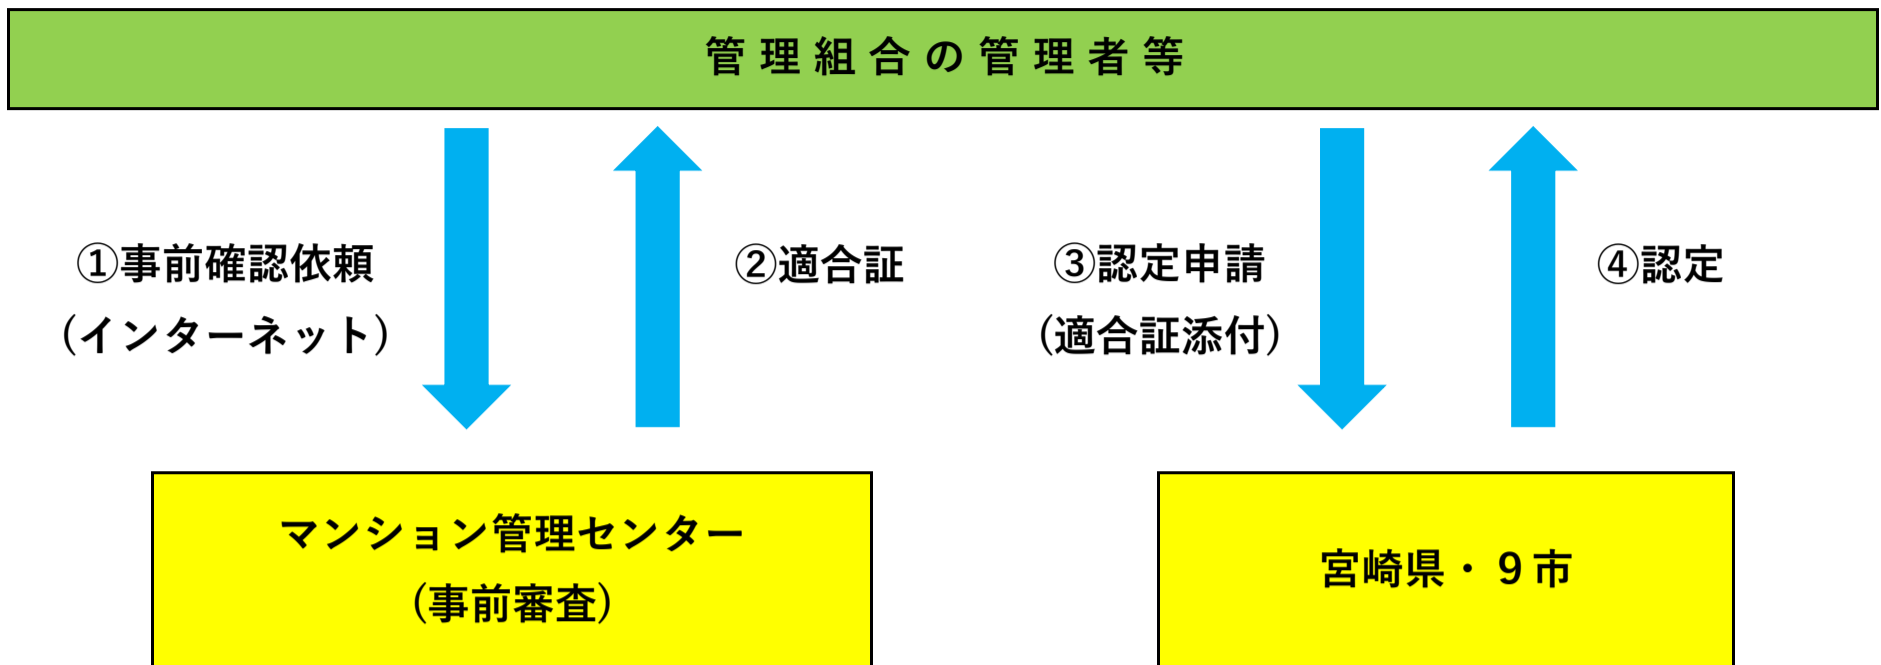 管理組合の管理者等
①事前確認依頼
(インターネット)
②適合証
③認定申請
(適合証添付)
④認定
マンション管理センター
(事前審査)
宮崎県・９市